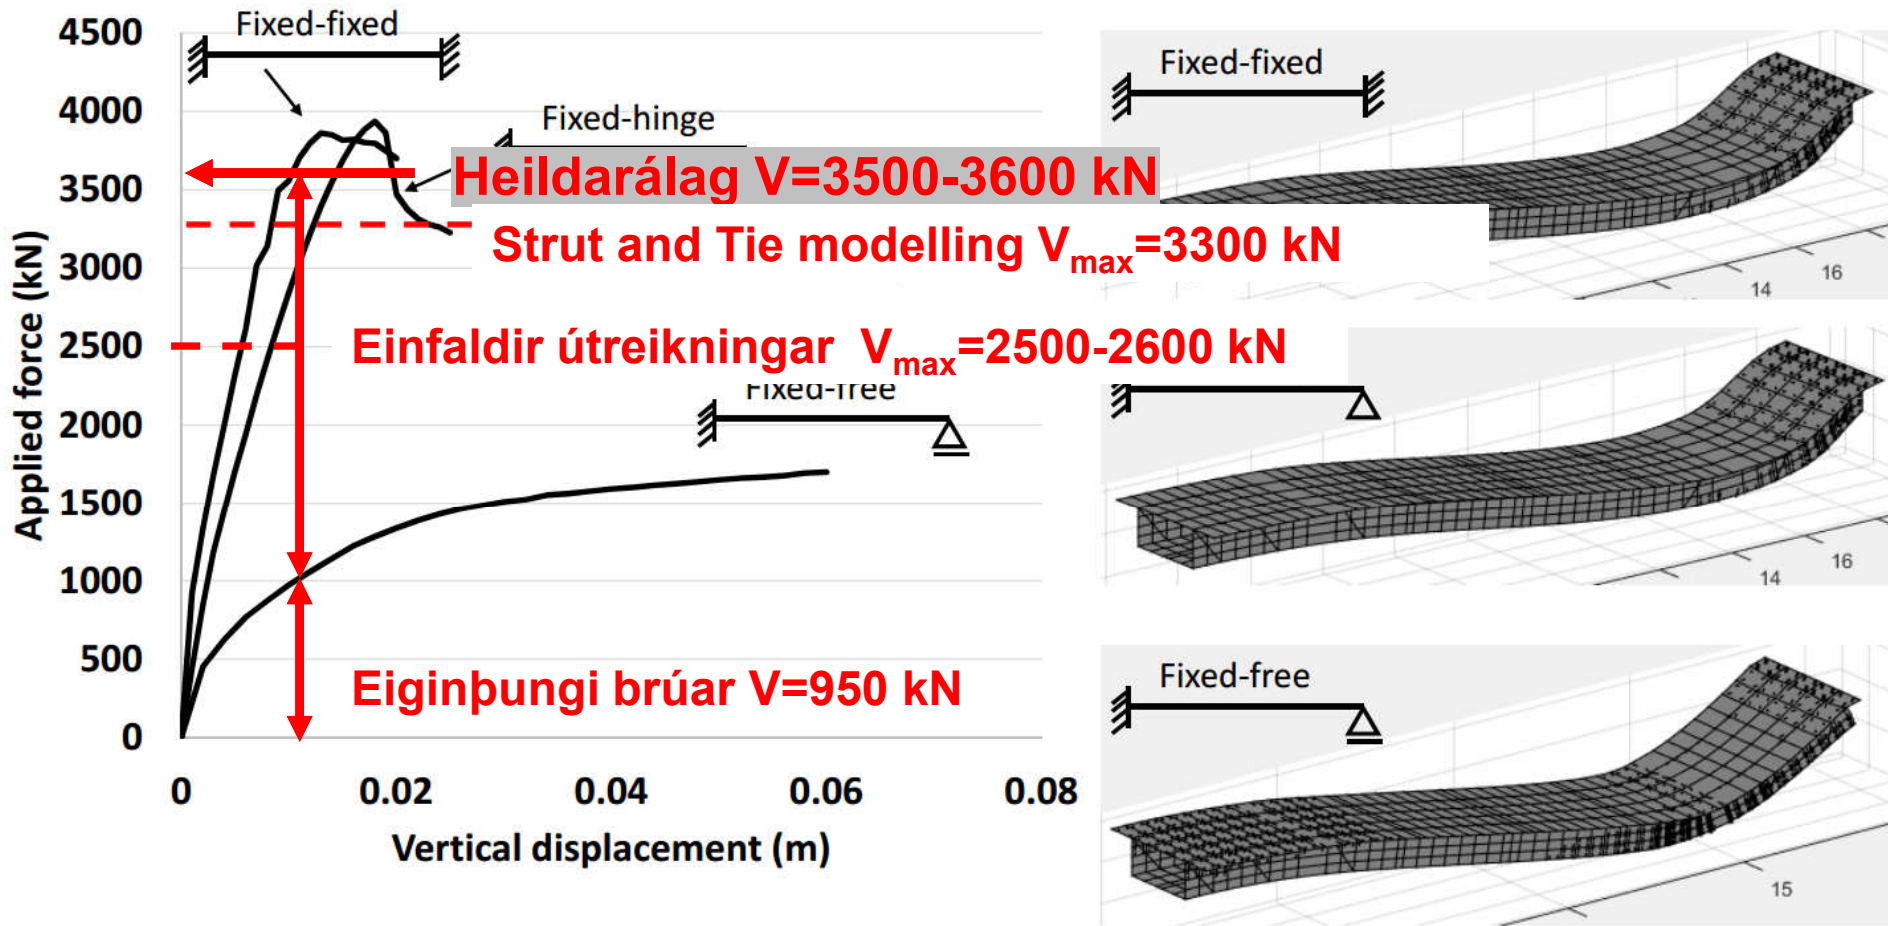 Fixed-fixed
4500
4000
3500
3000
2500
2000
1500
1000
500
0
Applied force (kN)
Fixed-hinge
Heildarálag V=3500-3600 kN
Strut and Tie modelling Vmax=3300 kN
Einfaldir útreikningar Vmax=2500-2600 kN
Fixed-free
Eiginþungi brúar V=950 kN
0 0.02 0.04 0.06 0.08
Vertical displacement (m)
Fixed-fixed
14 16
14 16
Fixed-free
15